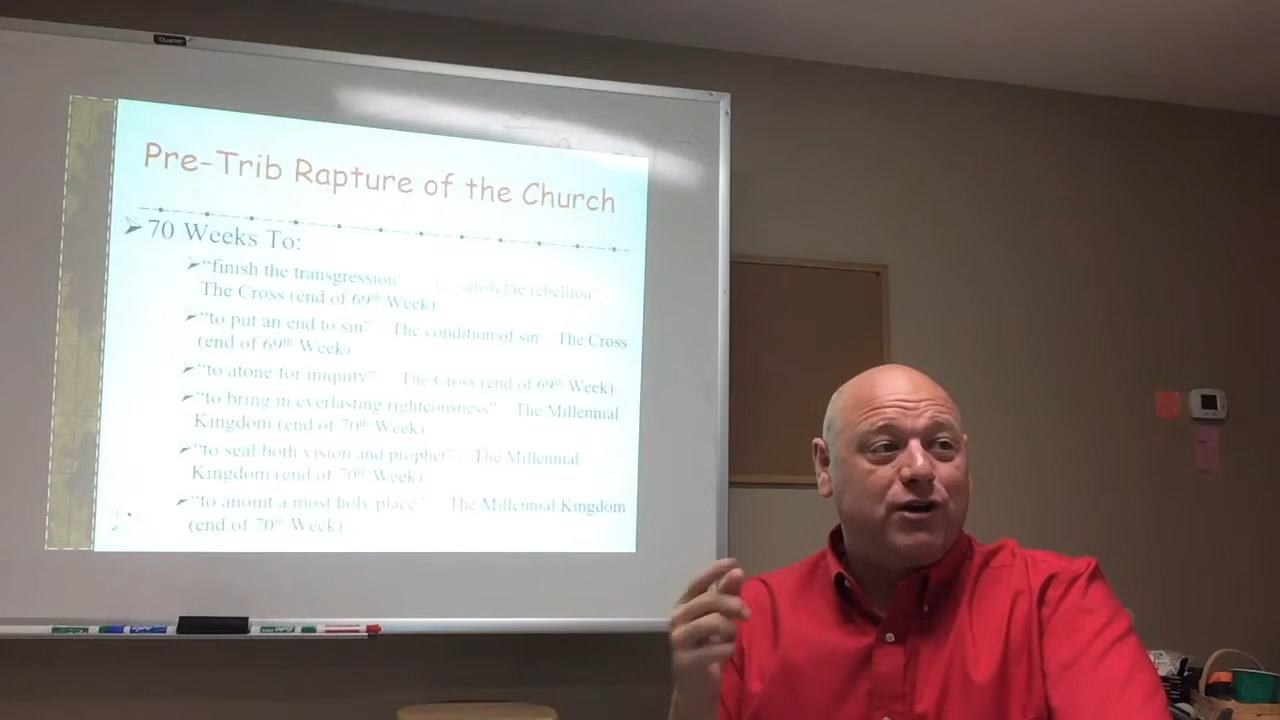 Quartet
Pre-Trib Rapture of the Church
70 Weeks To:
"finish the transgression" finish the rebellion" –
The Cross (end of 69th Week)
"to put an end to sin" – The condition of sin – The Cross
(end of 69th Week)
"to atone for iniquity" – The Cross (end of 69th Week)
"to bring in everlasting righteousness" – The Millennial
Kingdom (end of 70th Week)
"to seal both vision and prophet" – The Millennial
Kingdom (end of 70th Week)
"to anoint a most holy place" – The Millennial Kingdom
(end of 70th Week)